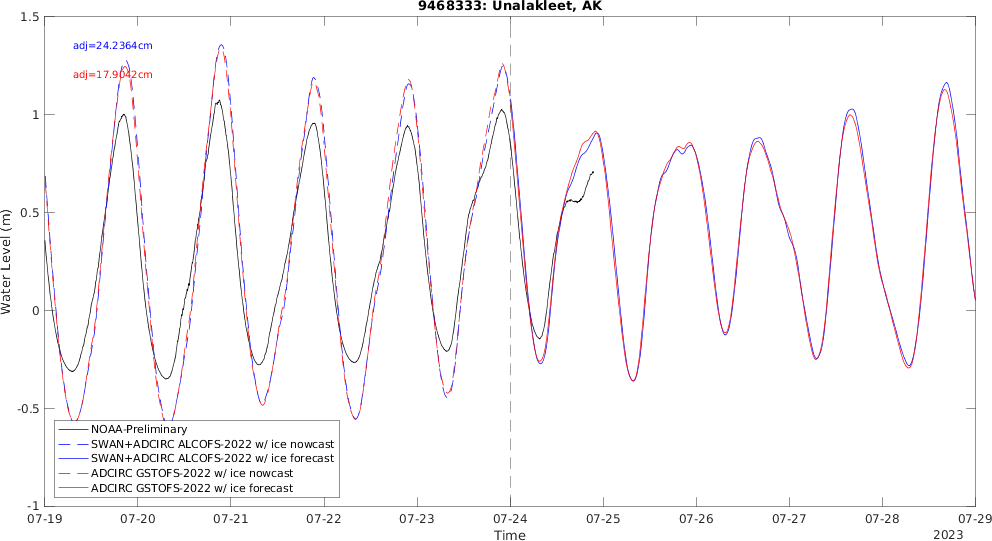 9468333: Unalakleet, AK
1.5
1
0.5
0
-0.5
-1
Water Level (m)
adj=24.2364cm
adj=17.9042cm
NOAA-Preliminary
SWAN+ADCIRC ALCOFS-2022 w/ ice nowcast
SWAN+ADCIRC ALCOFS-2022 w/ ice forecast
ADCIRC GSTOFS-2022 w/ ice nowcast
ADCIRC GSTOFS-2022 w/ ice forecast
07-19 07-20 07-21 07-22 07-23 07-24 07-25 07-26 07-27 07-28 07-29
Time
2023